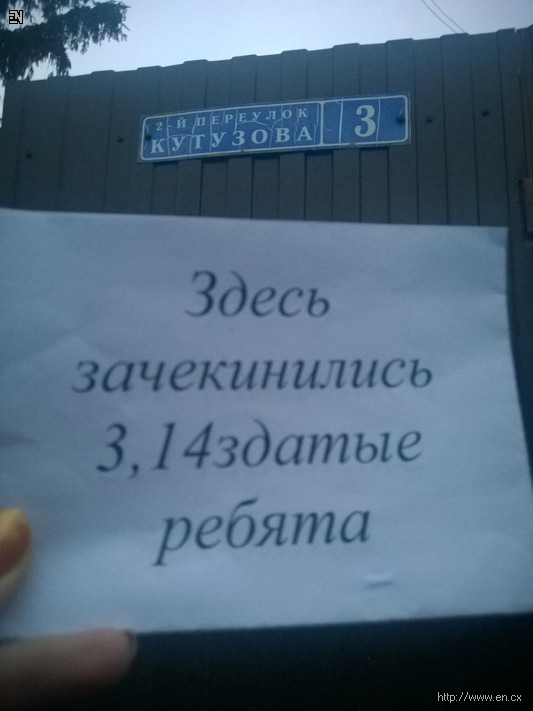 EN
2-Й ПЕРЕУЛОК
КУТУЗОВА
3
Здесь
зачекинились
3,14здатые
ребята
http://www.en.cx